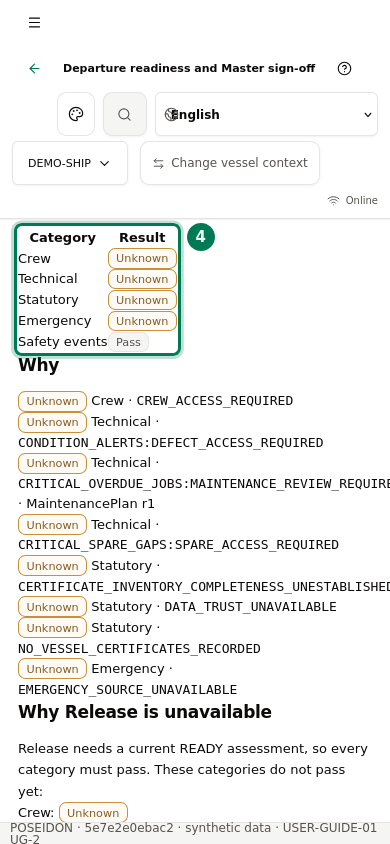 Departure readiness and Master sign-off
English
DEMO-SHIP
Change vessel context
Online
Category Result
4
Crew Unknown
Technical Unknown
Statutory Unknown
Emergency Unknown
Safety events Pass
Why
Unknown Crew · CREW_ACCESS_REQUIRED
Unknown Technical ·
CONDITION_ALERTS:DEFECT_ACCESS_REQUIRED
Unknown Technical ·
CRITICAL_OVERDUE_JOBS:MAINTENANCE_REVIEW_REQUIRE
· MaintenancePlan r1
Unknown Technical ·
CRITICAL_SPARE_GAPS:SPARE_ACCESS_REQUIRED
Unknown Statutory ·
CERTIFICATE_INVENTORY_COMPLETENESS_UNESTABLISHED
Unknown Statutory · DATA_TRUST_UNAVAILABLE
Unknown Statutory ·
NO_VESSEL_CERTIFICATES_RECORDED
Unknown Emergency ·
EMERGENCY_SOURCE_UNAVAILABLE
Why Release is unavailable
Release needs a current READY assessment, so every
category must pass. These categories do not pass
yet:
Crew: Unknown
POSEIDON · 5e7e2e0ebac2 · synthetic data · USER-GUIDE-01
UG-2